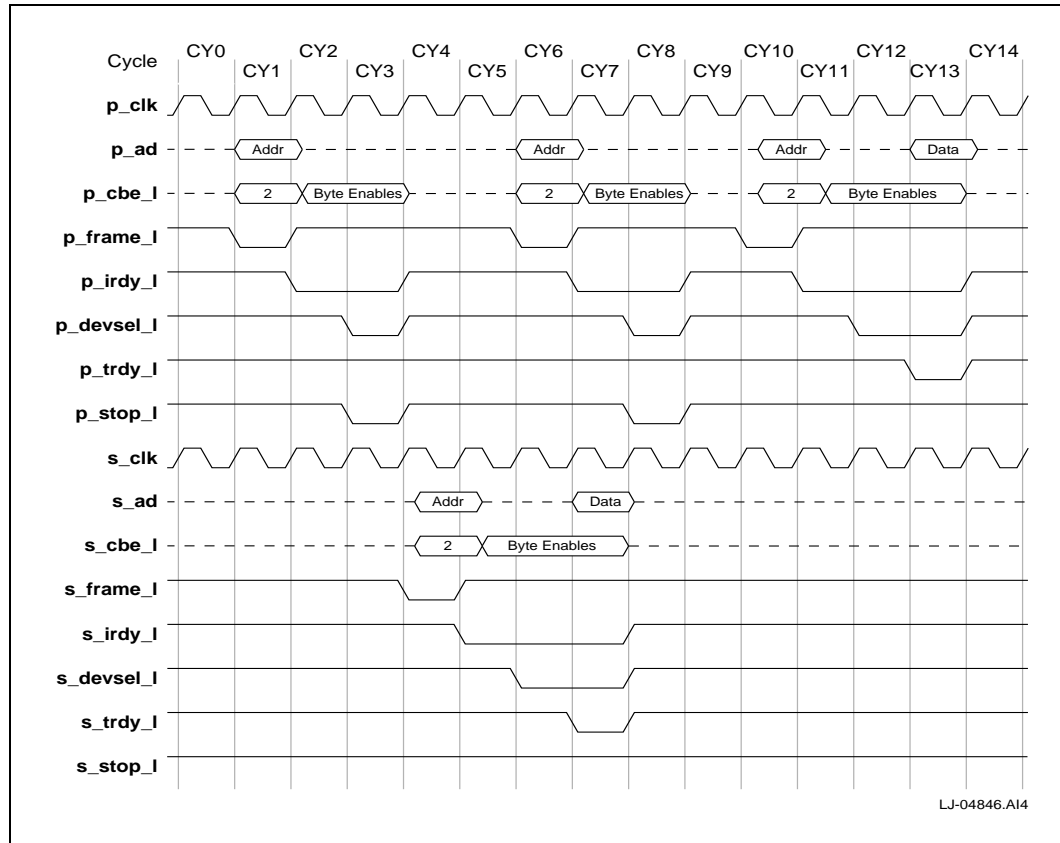 CY0 CY2 CY4 CY6 CY8 CY10 CY12 CY14
Cycle
CY1 CY3 CY5 CY7 CY9 CY11 CY13
p_clk
p_ad Addr Addr Addr Data
p_cbe_l 2 Byte Enables 2 Byte Enables 2 Byte Enables
p_frame_l
p_irdy_l
p_devsel_l
p_trdy_l
p_stop_l
s_clk
s_ad Addr Data
s_cbe_l 2 Byte Enables
s_frame_l
s_irdy_l
s_devsel_l
s_trdy_l
s_stop_l
LJ-04846.AI4